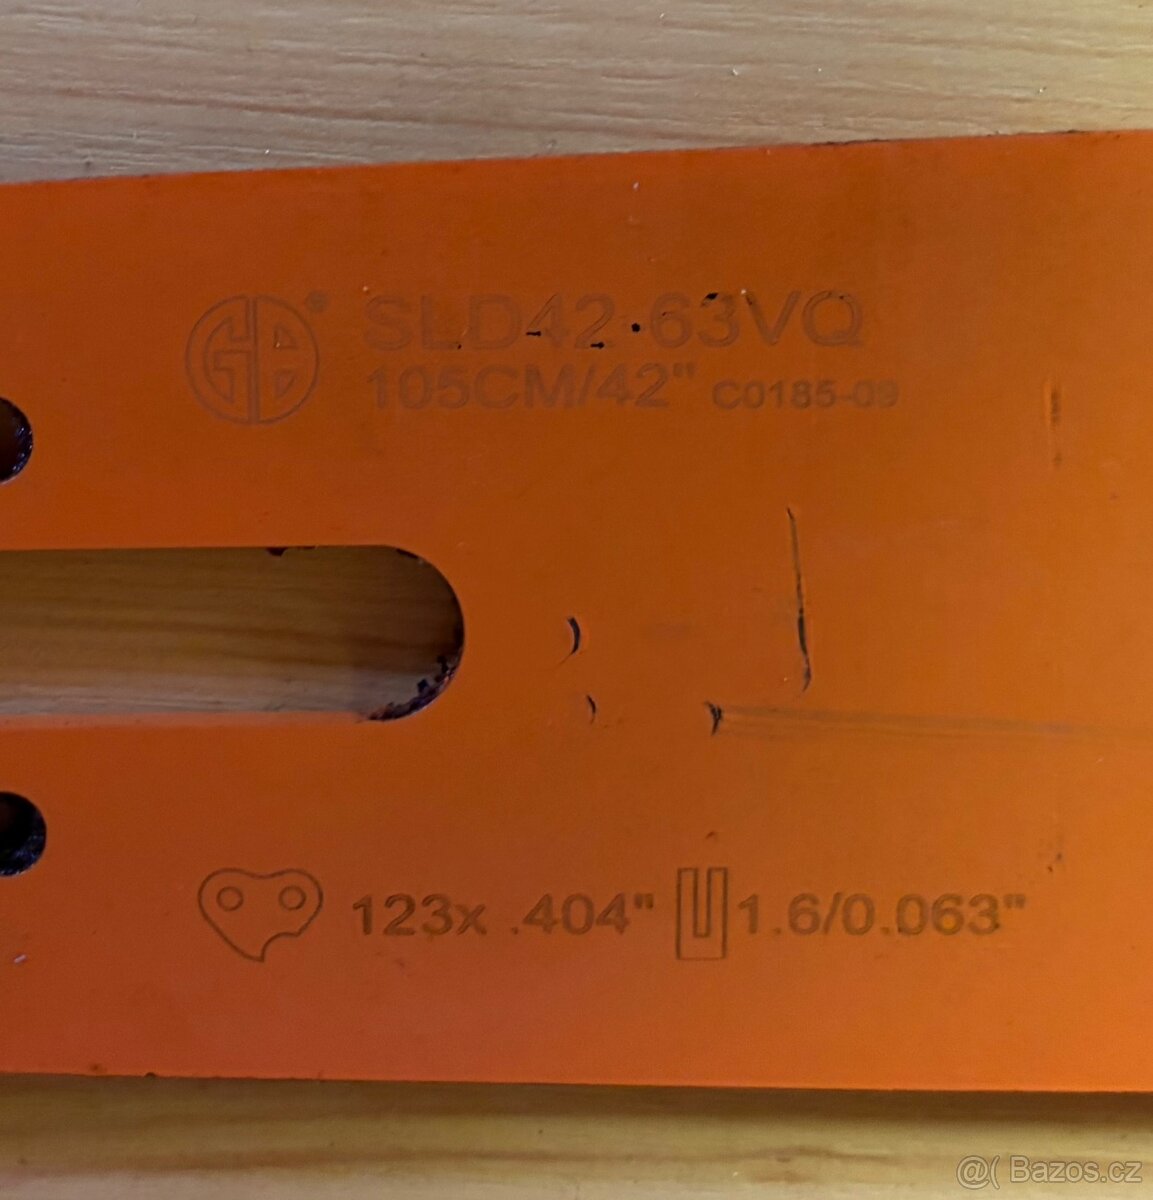 GB® SLD42-63VQ
105CM/42" C0185-09
123x .404" 1.6/0.063"
@( Bazos.cz